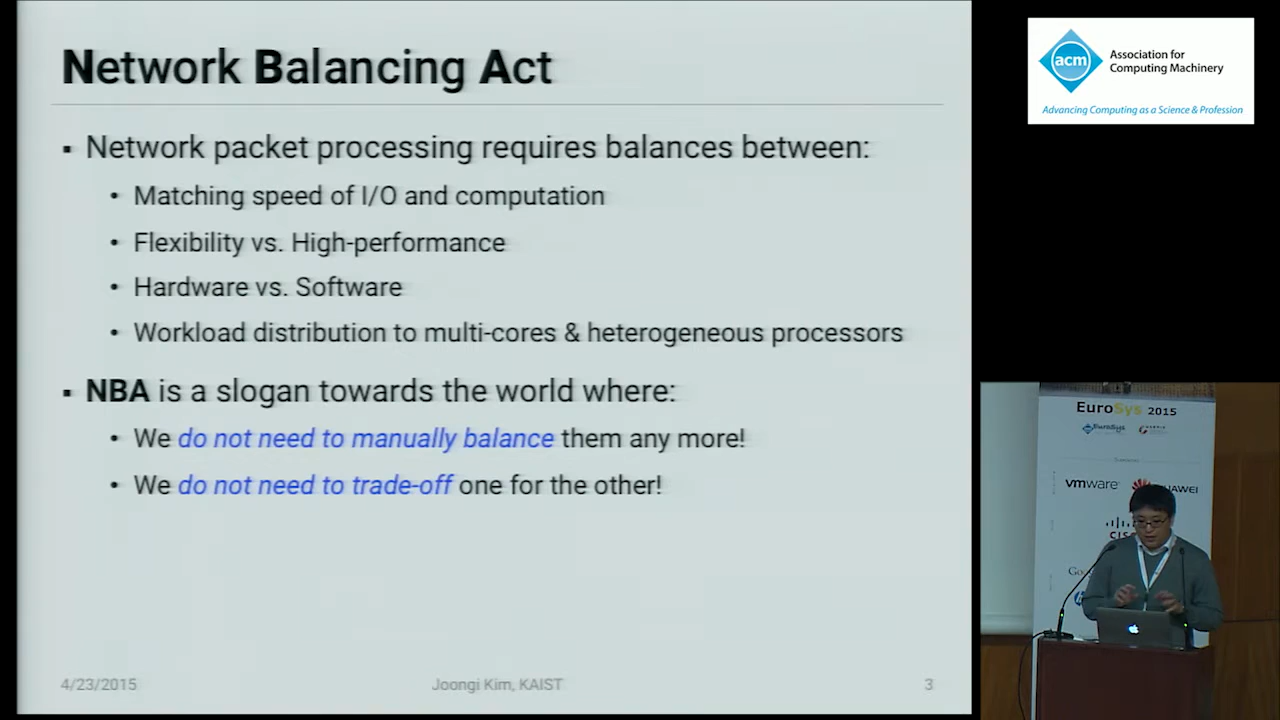 Network Balancing Act
▪ Network packet processing requires balances between:
• Matching speed of I/O and computation
• Flexibility vs. High-performance
• Hardware vs. Software
• Workload distribution to multi-cores & heterogeneous processors
▪ NBA is a slogan towards the world where:
• We do not need to manually balance them any more!
• We do not need to trade-off one for the other!
4/23/2015
Joongi Kim, KAIST
3
acm
Association for
Computing Machinery
Advancing Computing as a Science & Profession
EuroSys 2015
EuroSys
vmware